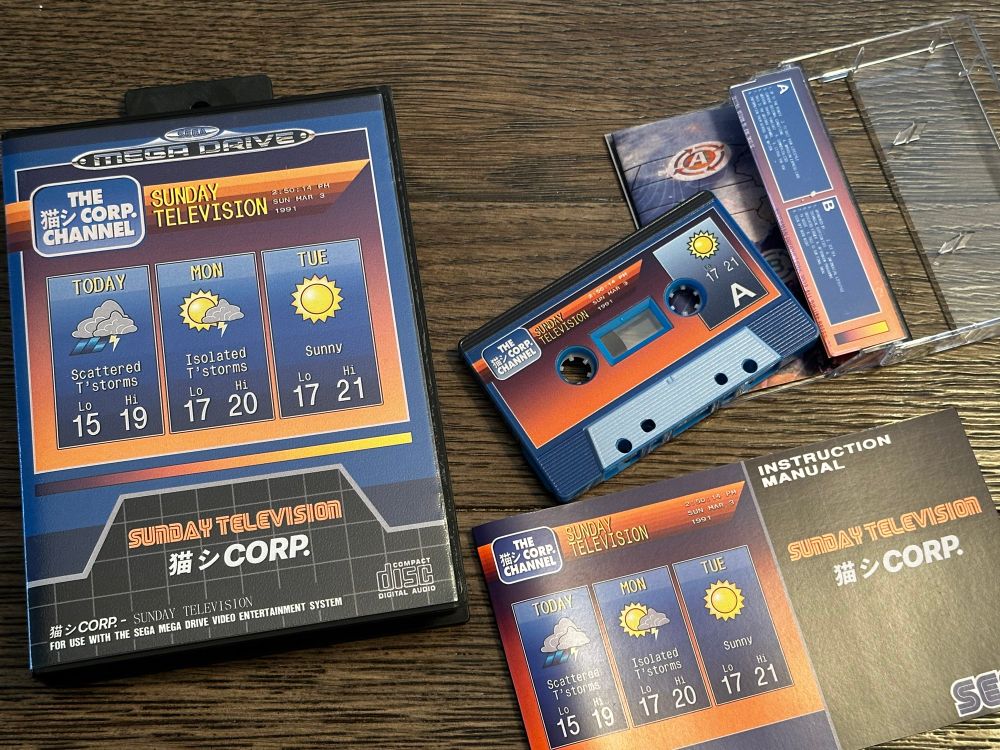 SEGA
MEGA DRIVE
THE
猫シ CORP.
CHANNEL
SUNDAY
TELEVISION
2:50:14 PM
SUN MAR 3
1991
TODAY
Scattered
T'storms
Lo Hi
15 19
MON
Isolated
T'storms
Lo Hi
17 20
TUE
Sunny
Lo Hi
17 21
SUNDAY TELEVISION
猫シ CORP.
COMPACT
disc
DIGITAL AUDIO
猫シ CORP. - SUNDAY TELEVISION
FOR USE WITH THE SEGA MEGA DRIVE VIDEO ENTERTAINMENT SYSTEM
THE
猫シ CORP.
CHANNEL
SUNDAY
TELEVISION
2:50:14 PM
SUN MAR 3
1991
Lo
17 21
A
A
A
B
THE
猫シ CORP.
CHANNEL
SUNDAY
TELEVISION
2:50:14 PM
SUN MAR 3
1991
TODAY
Scattered
T'storms
Lo Hi
15 19
MON
Isolated
T'storms
Lo Hi
17 20
TUE
Sunny
Lo Hi
17 21
INSTRUCTION
MANUAL
SUNDAY TELEVISION
猫シ CORP.
SE